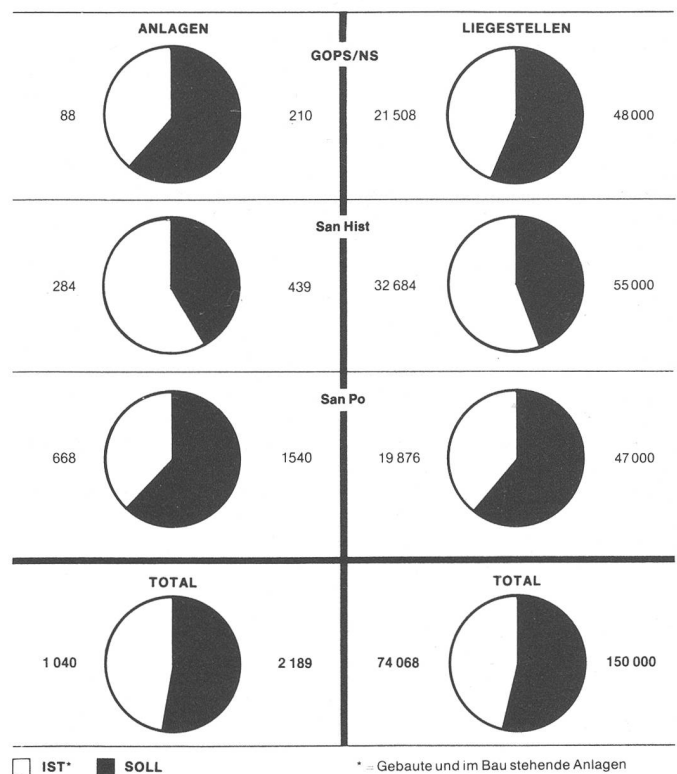 ANLAGEN LIEGESTELLEN
GOPS/NS
88 210 21 508 48 000
San Hist
284 439 32 684 55 000
San Po
668 1540 19 876 47 000
TOTAL TOTAL
1 040 2 189 74 068 150 000
IST* SOLL * = Gebaute und im Bau stehende Anlagen